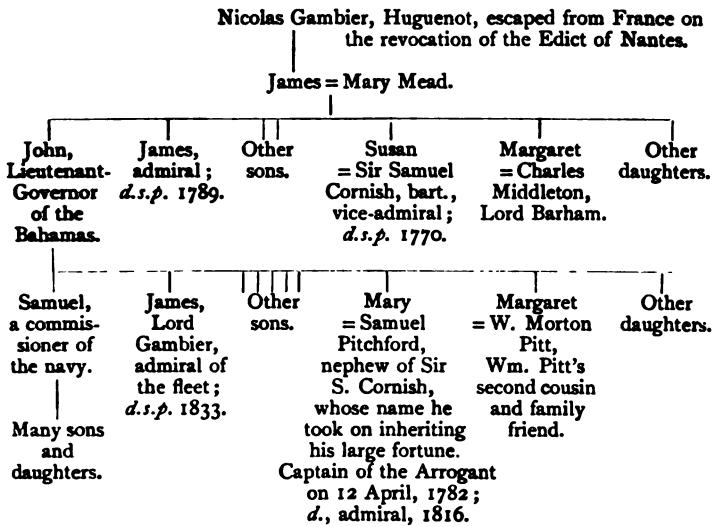 Nicolas Gambier, Huguenot, escaped from France on
the revocation of the Edict of Nantes.
James = Mary Mead.
John,
Lieutenant-
Governor
of the
Bahamas.
James,
admiral ;
d.s.p. 1789.
Other
sons.
Susan
= Sir Samuel
Cornish, bart.,
vice-admiral ;
d.s.p. 1770.
Margaret
= Charles
Middleton,
Lord Barham.
Other
daughters.
Samuel,
a commis-
sioner of
the navy.
Many sons
and
daughters.
James,
Lord
Gambier,
admiral of
the fleet ;
d.s.p. 1833.
Other
sons.
Mary
= Samuel
Pitchford,
nephew of Sir
S. Cornish,
whose name he
took on inheriting
his large fortune.
Captain of the Arrogant
on 12 April, 1782 ;
d., admiral, 1816.
Margaret
= W. Morton
Pitt,
Wm. Pitt's
second cousin
and family
friend.
Other
daughters.